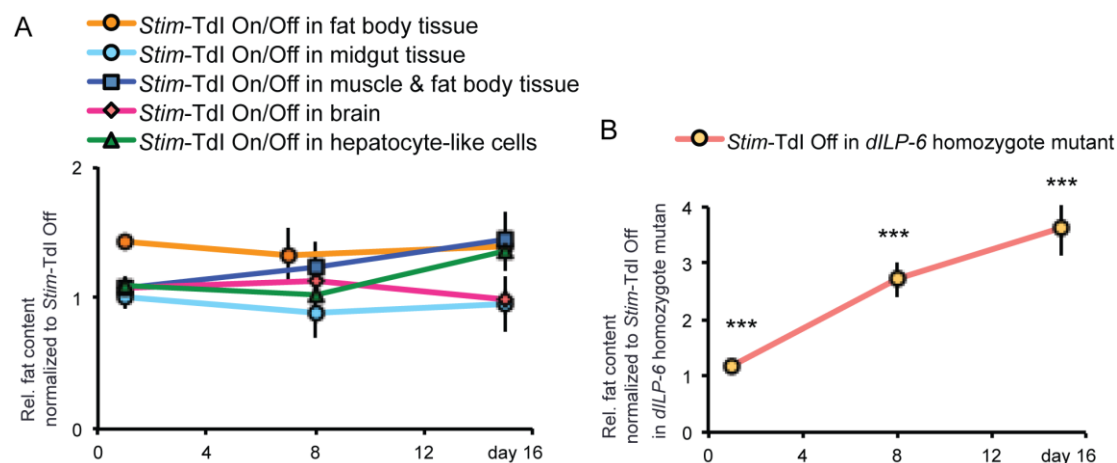 A
Stim-TdI On/Off in fat body tissue
Stim-TdI On/Off in midgut tissue
Stim-TdI On/Off in muscle & fat body tissue
Stim-TdI On/Off in brain
Stim-TdI On/Off in hepatocyte-like cells
Rel. fat content
normalized to Stim-TdI Off
2
1
0
0 4 8 12 day 16
B
Stim-TdI Off in dILP-6 homozygote mutant
Rel. fat content
normalized to Stim-TdI Off
in dILP-6 homozygote mutan
4
3
2
1
0
*** *** ***
0 4 8 12 day 16